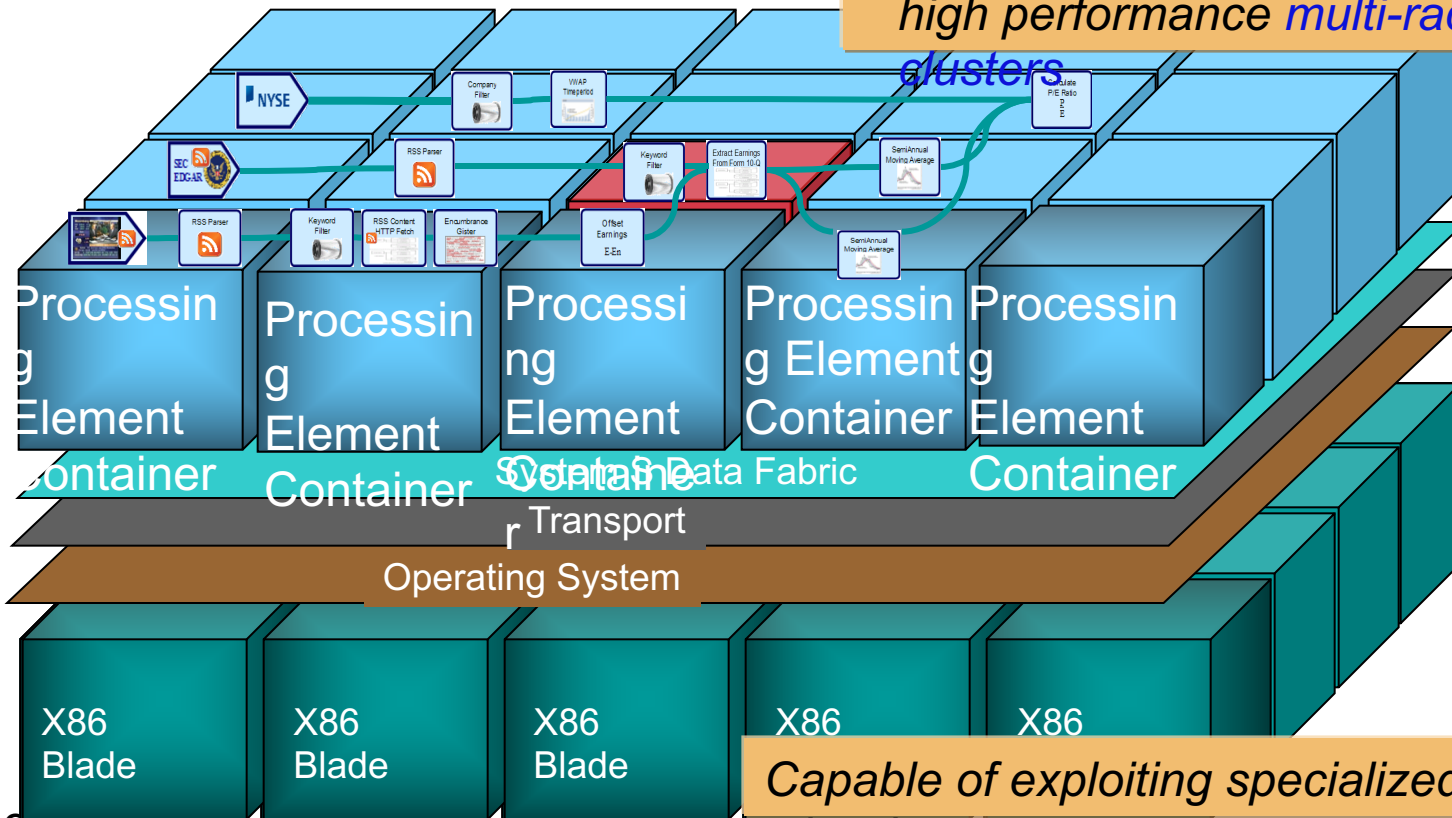 high performance multi-rac
clusters
NYSE
Company
Filter
VWAP
Timeperiod
Calculate
P/E Ratio
P
E
SEC
EDGAR
RSS Parser
Keyword
Filter
Extract Earnings
From Form 10-Q
SemiAnnual
Moving Average
RSS Parser
Keyword
Filter
RSS Content
HTTP Fetch
Encumbrance
Gister
Offset
Earnings
E-En
SemiAnnual
Moving Average
Processin
g
Element
Container
Processin
g
Element
Container
Processi
ng
Element
Containe
r
Processin
g Element
Container
Processin
g
Element
Container
System S Data Fabric
Transport
Operating System
X86
Blade
X86
Blade
X86
Blade
X86
X86
Capable of exploiting specialized